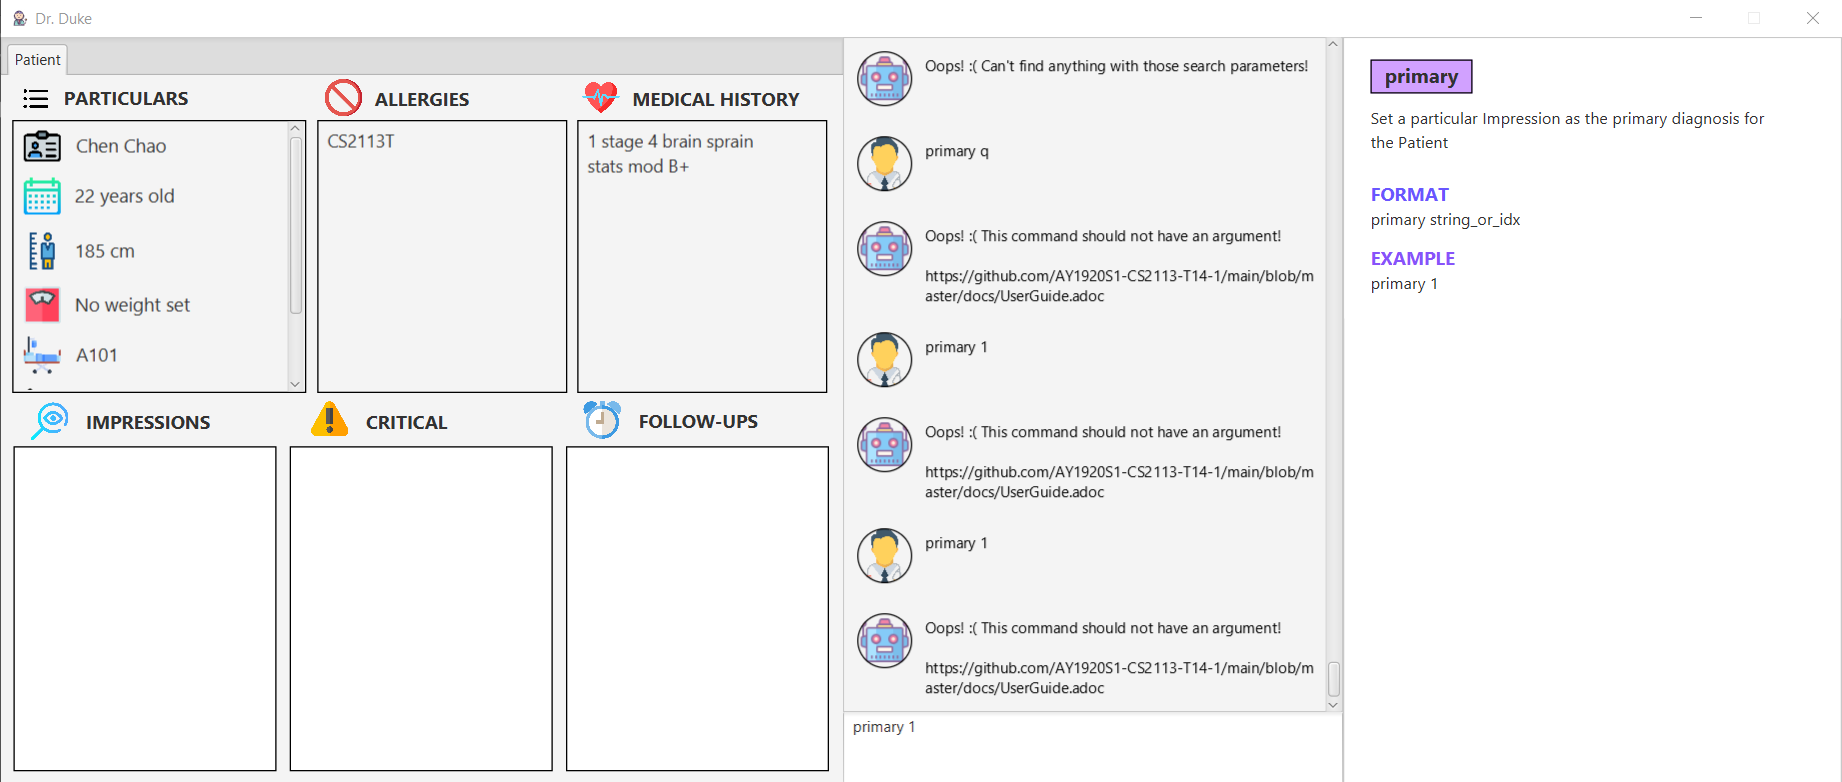 Dr. Duke
Patient
PARTICULARS
Chen Chao
22 years old
185 cm
No weight set
A101
ALLERGIES
CS2113T
MEDICAL HISTORY
1 stage 4 brain sprain
stats mod B+
IMPRESSIONS
CRITICAL
FOLLOW-UPS
Oops! :( Can't find anything with those search parameters!
primary q
Oops! :( This command should not have an argument!
https://github.com/AY1920S1-CS2113-T14-1/main/blob/m
aster/docs/UserGuide.adoc
primary 1
Oops! :( This command should not have an argument!
https://github.com/AY1920S1-CS2113-T14-1/main/blob/m
aster/docs/UserGuide.adoc
primary 1
Oops! :( This command should not have an argument!
https://github.com/AY1920S1-CS2113-T14-1/main/blob/m
aster/docs/UserGuide.adoc
primary 1
primary
Set a particular Impression as the primary diagnosis for
the Patient
FORMAT
primary string_or_idx
EXAMPLE
primary 1